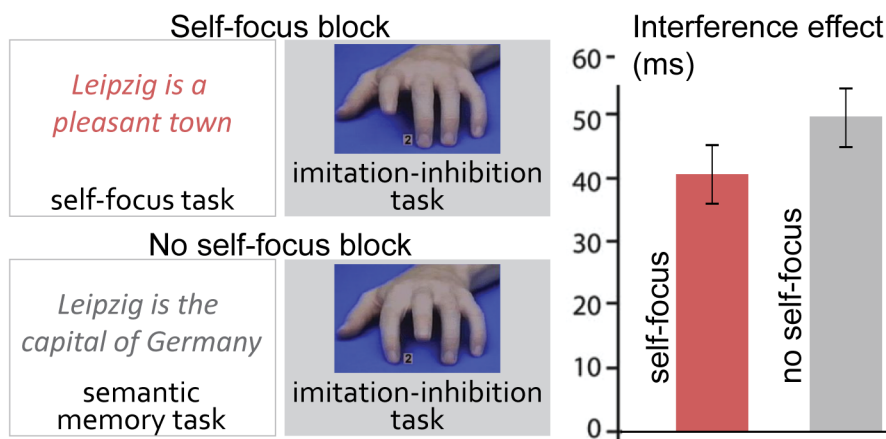 Self-focus block
Leipzig is a
pleasant town
self-focus task
2
imitation-inhibition
task
No self-focus block
Leipzig is the
capital of Germany
semantic
memory task
2
imitation-inhibition
task
Interference effect
(ms)
60
50
40
30
20
10
0
self-focus
no self-focus